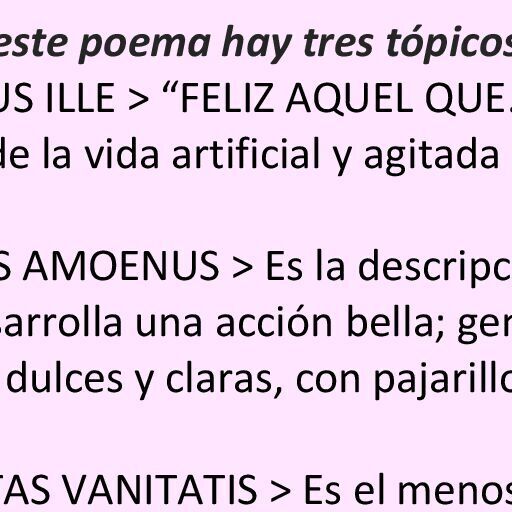 este poema hay tres tópicos
US ILLE > “FELIZ AQUEL QUE.
de la vida artificial y agitada
S AMOENUS > Es la descripc
sarrolla una acción bella; ger
dulces y claras, con pajarillo
TAS VANITATIS > Es el menos